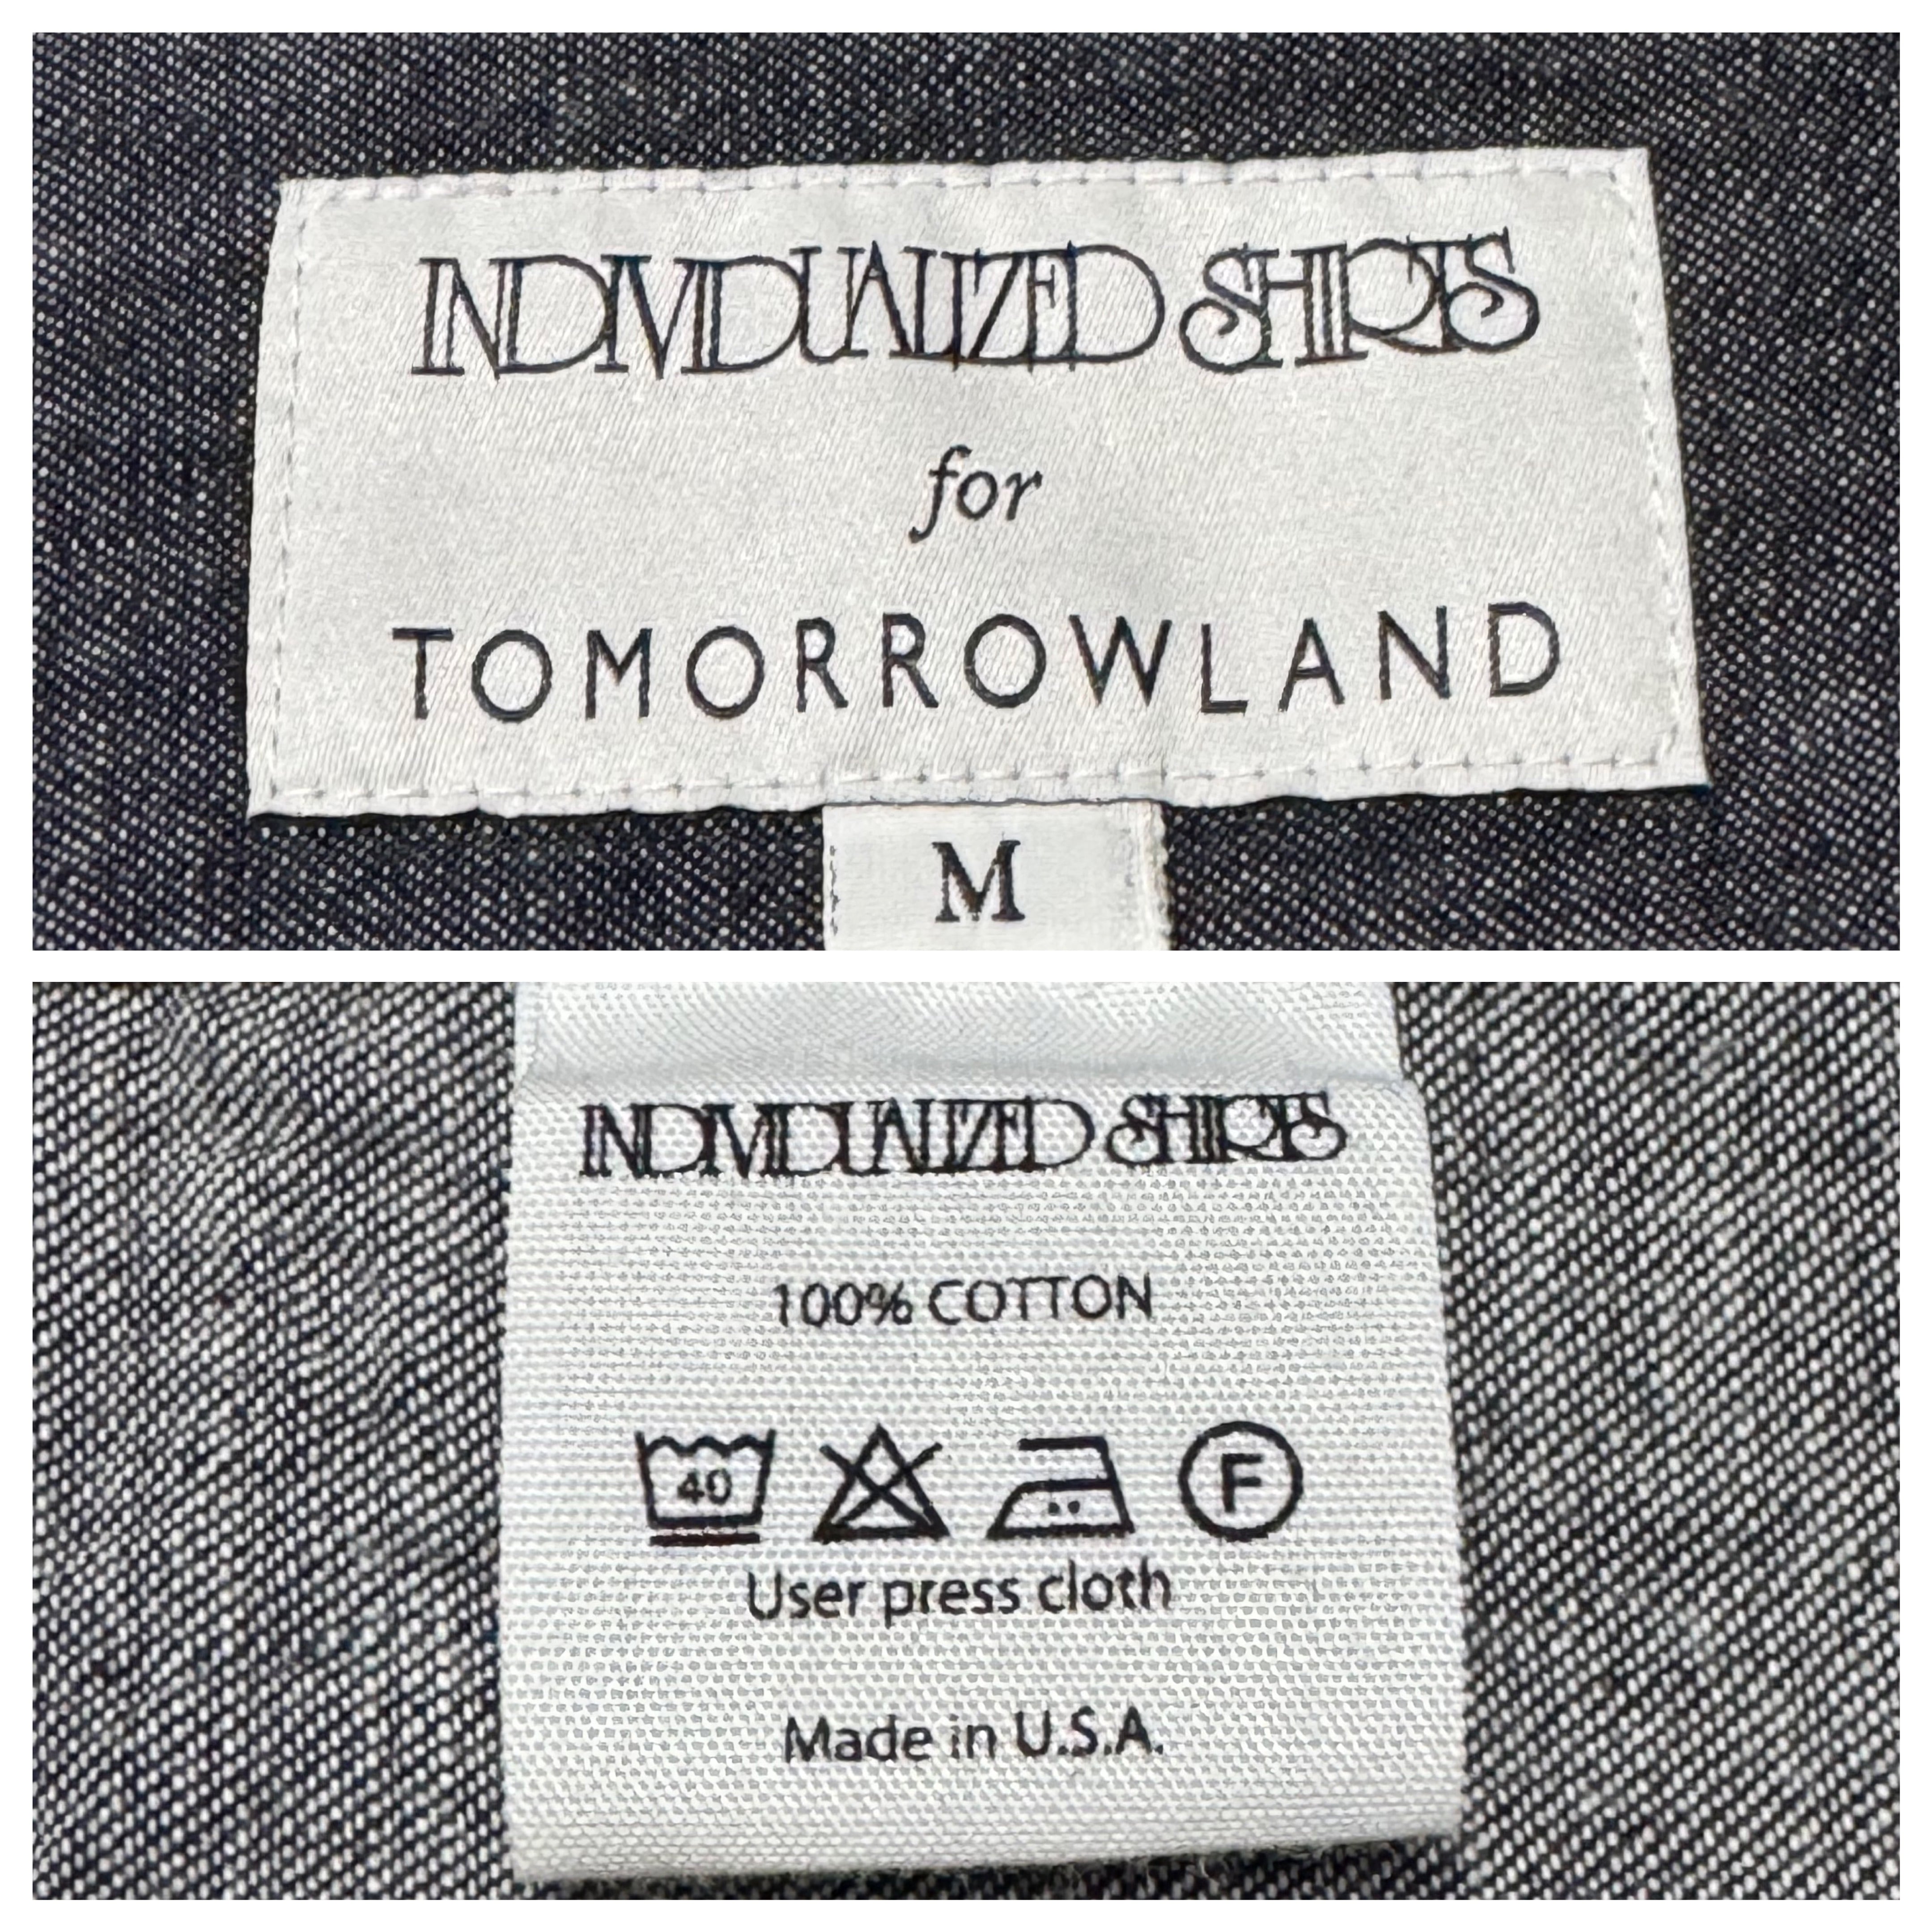 INDIVIDUALIZED SHIRTS
for
TOMORROWLAND
M
INDIVIDUALIZED SHIRTS
100% COTTON
40 F
User press cloth
Made in U.S.A.